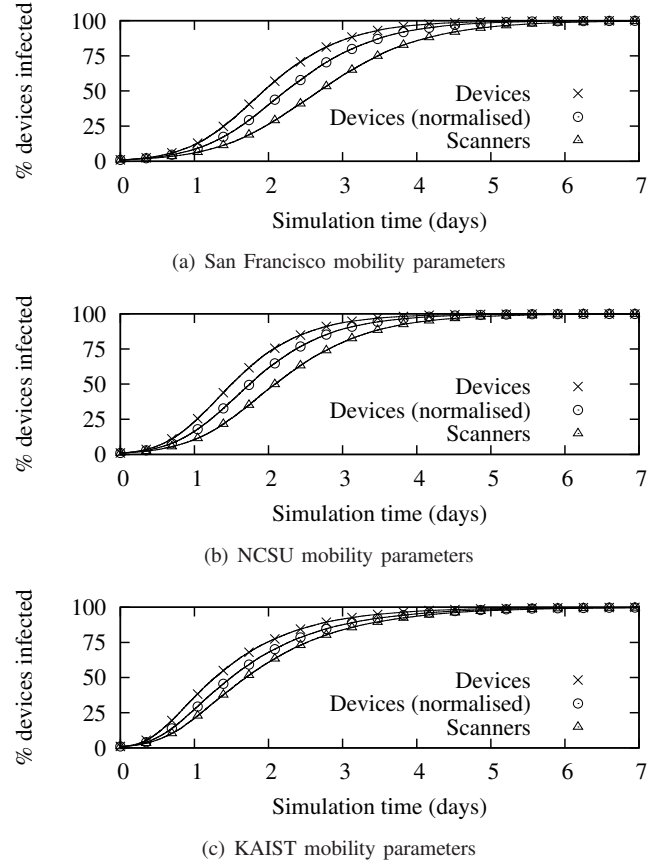 % devices infected
100
75
50
25
0
Devices
Devices (normalised)
Scanners
0 1 2 3 4 5 6 7
Simulation time (days)
(a) San Francisco mobility parameters
% devices infected
100
75
50
25
0
Devices
Devices (normalised)
Scanners
0 1 2 3 4 5 6 7
Simulation time (days)
(b) NCSU mobility parameters
% devices infected
100
75
50
25
0
Devices
Devices (normalised)
Scanners
0 1 2 3 4 5 6 7
Simulation time (days)
(c) KAIST mobility parameters